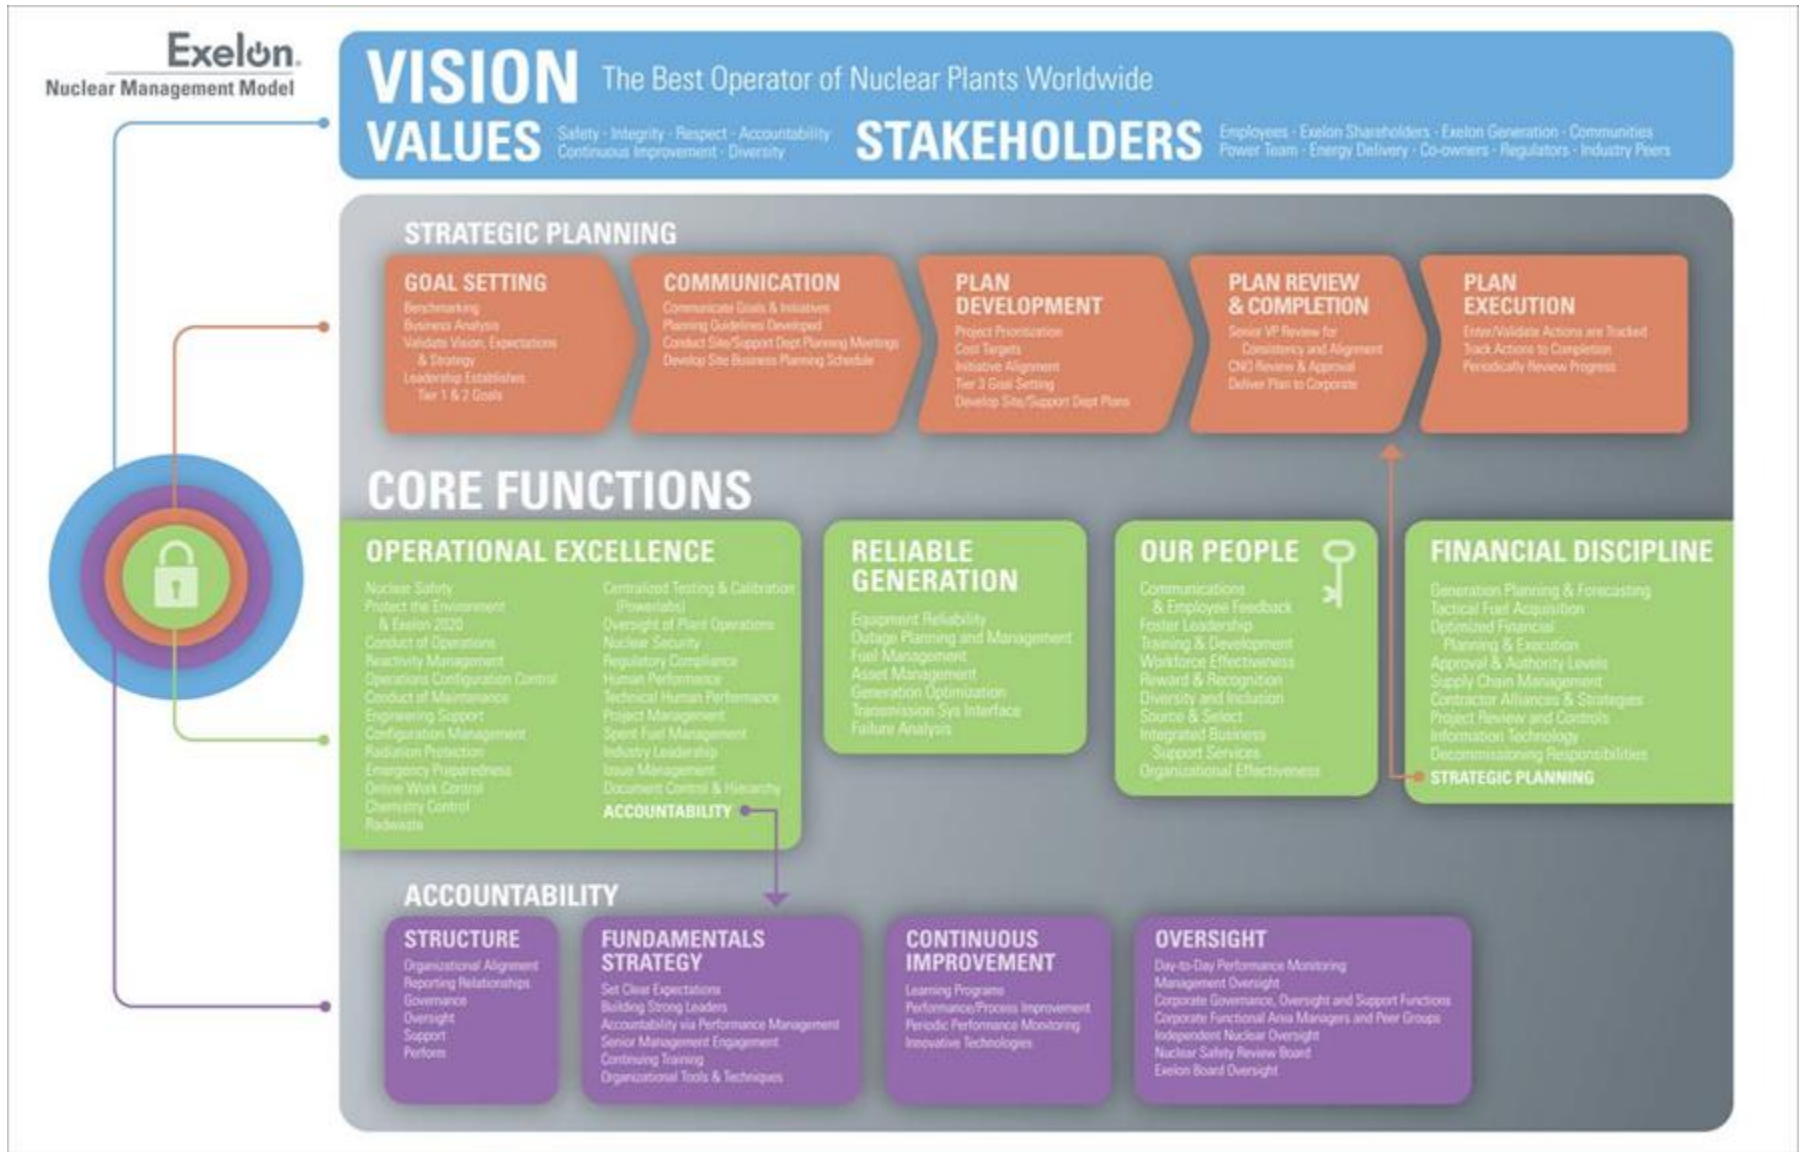 Exelon.
Nuclear Management Model
VISION The Best Operator of Nuclear Plants Worldwide
VALUES Safety · Integrity · Respect · Accountability
Continuous Improvement · Diversity
STAKEHOLDERS Employees · Exelon Shareholders · Exelon Generation · Communities
Power Team · Energy Delivery · Co-owners · Regulators · Industry Peers
STRATEGIC PLANNING
GOAL SETTING
Benchmarking
Business Analysis
Validate Vision, Expectations
& Strategy
Leadership Establishes
Tier 1 & 2 Goals
COMMUNICATION
Communicate Goals & Initiatives
Planning Guidelines Developed
Conduct Site/Support Dept Planning Meetings
Develop Site Business Planning Schedule
PLAN
DEVELOPMENT
Project Prioritization
Cost Targets
Initiative Alignment
Tier 3 Goal Setting
Develop Site/Support Dept Plans
PLAN REVIEW
& COMPLETION
Senior VP Review for
Consistency and Alignment
CNO Review & Approval
Deliver Plan to Corporate
PLAN
EXECUTION
Enter/Validate Actions are Tracked
Track Actions to Completion
Periodically Review Progress
CORE FUNCTIONS
OPERATIONAL EXCELLENCE
Nuclear Safety
Protect the Environment
& Exelon 2020
Conduct of Operations
Reactivity Management
Operations Configuration Control
Conduct of Maintenance
Engineering Support
Configuration Management
Radiation Protection
Emergency Preparedness
Online Work Control
Chemistry Control
Radwaste
Centralized Testing & Calibration
(Powerlabs)
Oversight of Plant Operations
Nuclear Security
Regulatory Compliance
Human Performance
Technical Human Performance
Project Management
Spent Fuel Management
Industry Leadership
Issue Management
Document Control & Hierarchy
ACCOUNTABILITY
RELIABLE
GENERATION
Equipment Reliability
Outage Planning and Management
Fuel Management
Asset Management
Generation Optimization
Transmission Sys Interface
Failure Analysis
OUR PEOPLE
Communications
& Employee Feedback
Foster Leadership
Training & Development
Workforce Effectiveness
Reward & Recognition
Diversity and Inclusion
Source & Select
Integrated Business
Support Services
Organizational Effectiveness
FINANCIAL DISCIPLINE
Generation Planning & Forecasting
Tactical Fuel Acquisition
Optimized Financial
Planning & Execution
Approval & Authority Levels
Supply Chain Management
Contractor Alliances & Strategies
Project Review and Controls
Information Technology
Decommissioning Responsibilities
STRATEGIC PLANNING
ACCOUNTABILITY
STRUCTURE
Organizational Alignment
Reporting Relationships
Governance
Oversight
Support
Perform
FUNDAMENTALS
STRATEGY
Set Clear Expectations
Building Strong Leaders
Accountability via Performance Management
Senior Management Engagement
Continuing Training
Organizational Tools & Techniques
CONTINUOUS
IMPROVEMENT
Learning Programs
Performance/Process Improvement
Periodic Performance Monitoring
Innovative Technologies
OVERSIGHT
Day-to-Day Performance Monitoring
Management Oversight
Corporate Governance, Oversight and Support Functions
Corporate Functional Area Managers and Peer Groups
Independent Nuclear Oversight
Nuclear Safety Review Board
Exelon Board Oversight